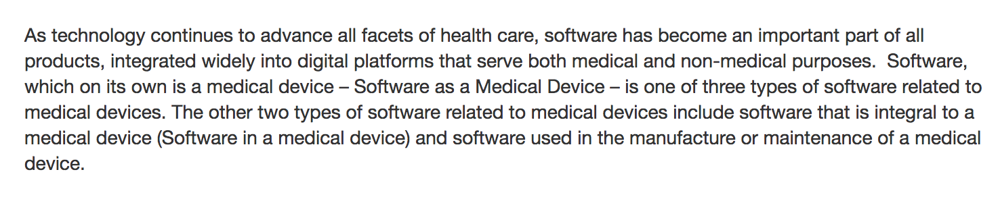 As technology continues to advance all facets of health care, software has become an important part of all
products, integrated widely into digital platforms that serve both medical and non-medical purposes.  Software,
which on its own is a medical device – Software as a Medical Device – is one of three types of software related to
medical devices. The other two types of software related to medical devices include software that is integral to a
medical device (Software in a medical device) and software used in the manufacture or maintenance of a medical
device.